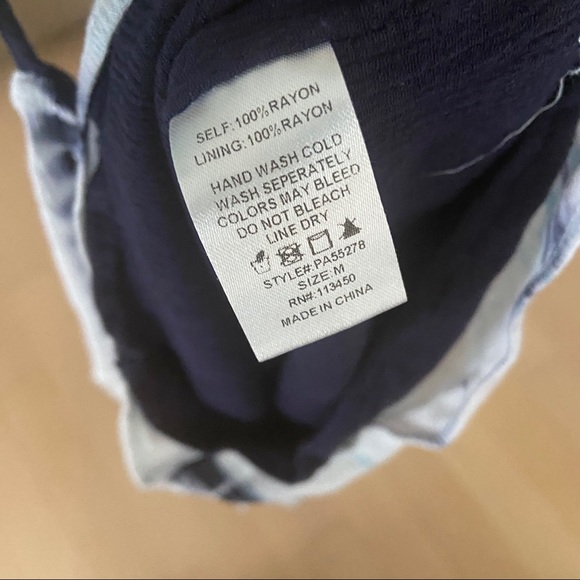 SELF:100%RAYON
LINING:100%RAYON
HAND WASH COLD
WASH SEPERATELY
COLORS MAY BLEED
DO NOT BLEACH
LINE DRY
STYLE#:PA55278
SIZE:M
RN#:113450
MADE IN CHINA